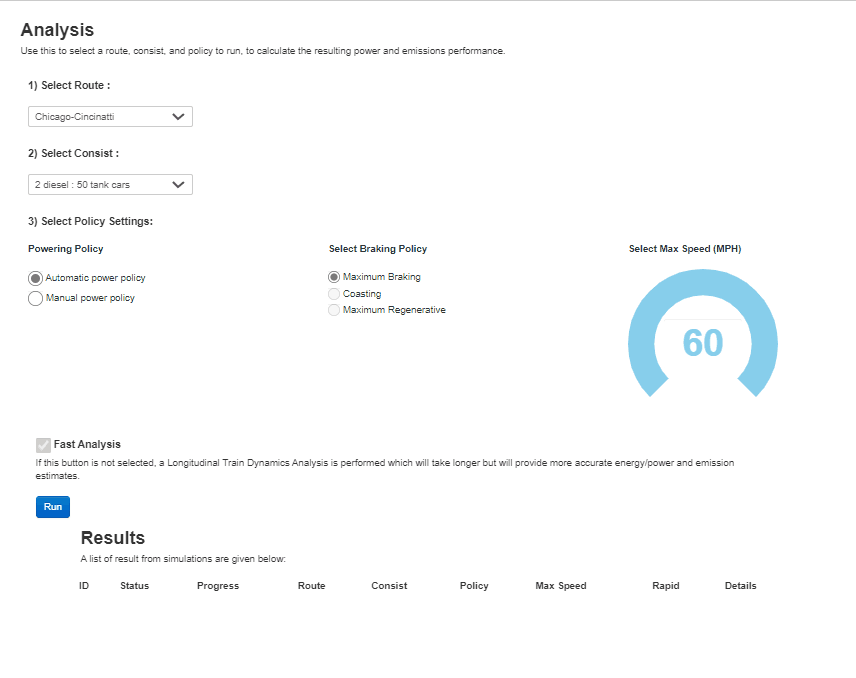 Analysis
Use this to select a route, consist, and policy to run, to calculate the resulting power and emissions performance.
1) Select Route :
Chicago-Cincinatti
2) Select Consist :
2 diesel : 50 tank cars
3) Select Policy Settings:
Powering Policy
Automatic power policy
Manual power policy
Select Braking Policy
Maximum Braking
Coasting
Maximum Regenerative
Select Max Speed (MPH)
60
Fast Analysis
If this button is not selected, a Longitudinal Train Dynamics Analysis is performed which will take longer but will provide more accurate energy/power and emission
estimates.
Run
Results
A list of result from simulations are given below:
ID Status Progress Route Consist Policy Max Speed Rapid Details